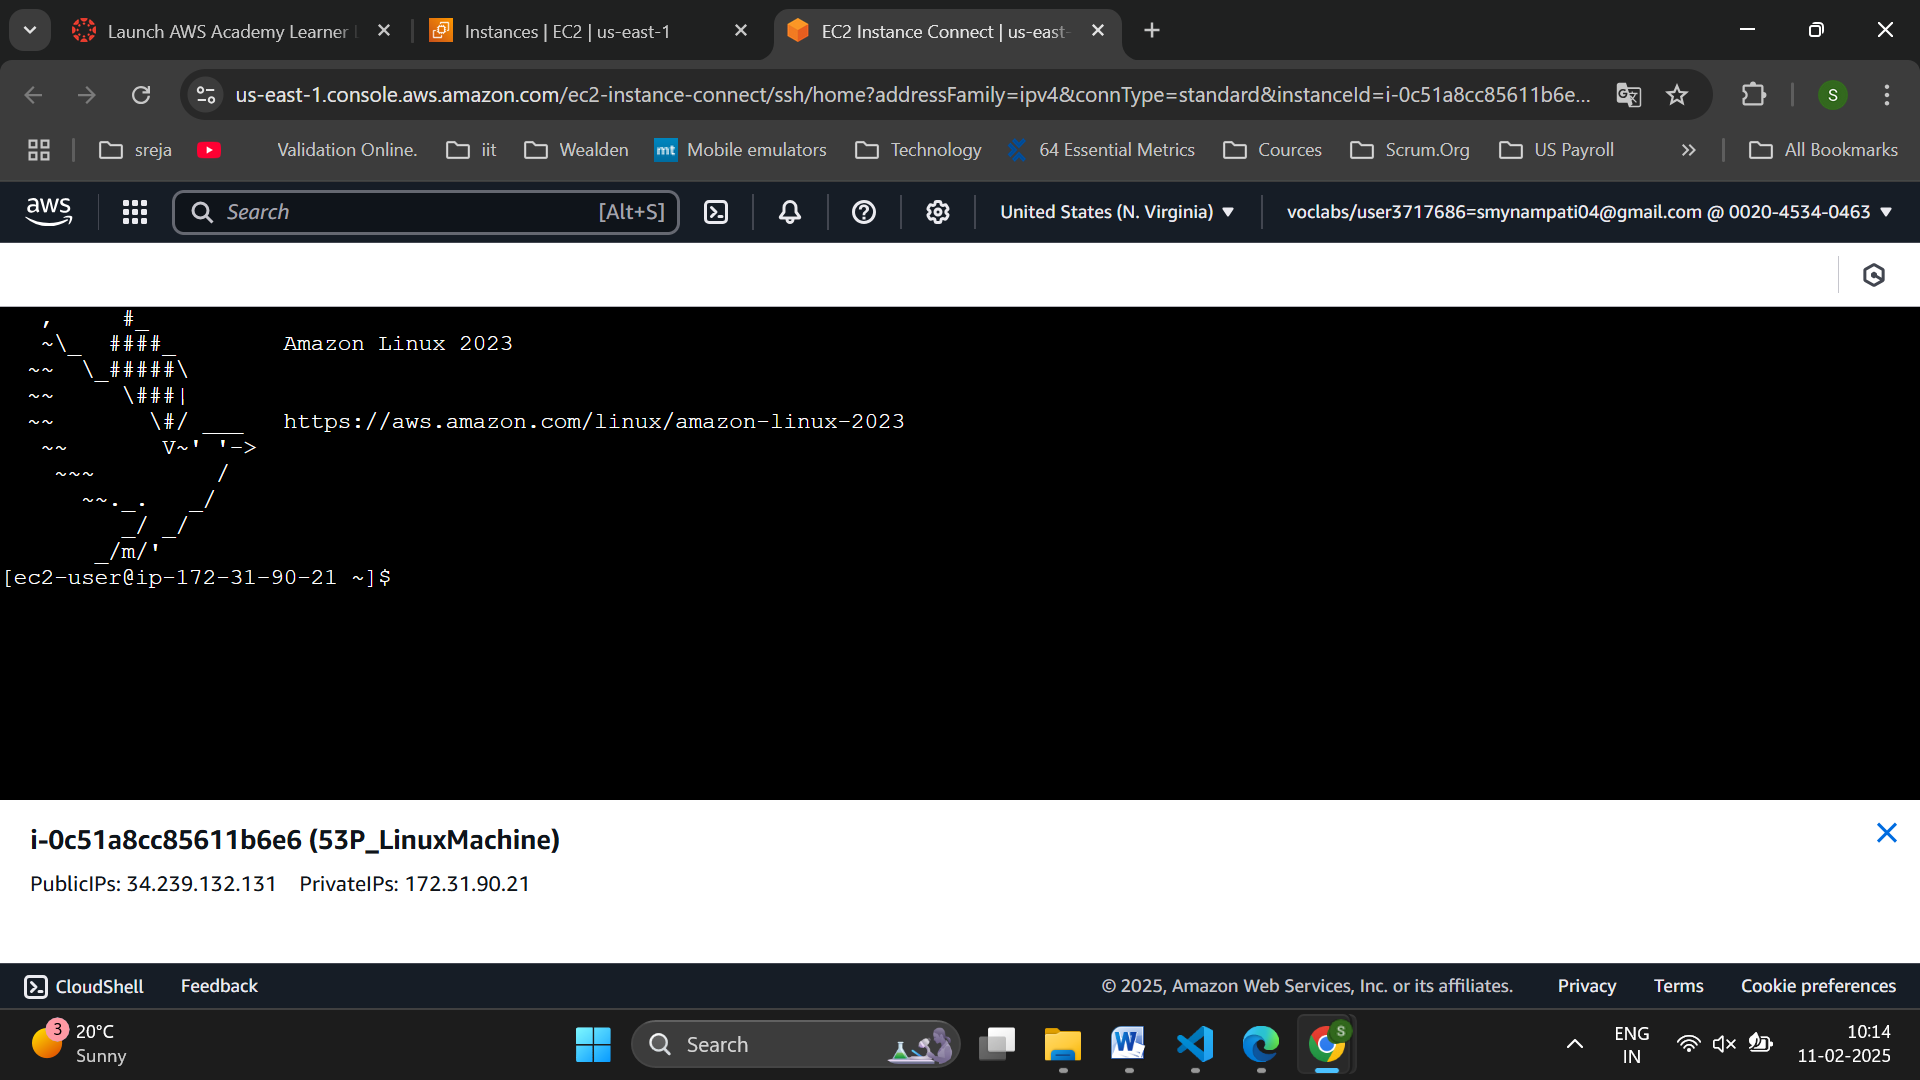 Launch AWS Academy Learner L
Instances | EC2 | us-east-1
EC2 Instance Connect | us-east-
us-east-1.console.aws.amazon.com/ec2-instance-connect/ssh/home?addressFamily=ipv4&connType=standard&instanceId=i-0c51a8cc85611b6e...
S
sreja
Validation Online.
iit
Wealden
mt Mobile emulators
Technology
64 Essential Metrics
Cources
Scrum.Org
US Payroll
»
All Bookmarks
aws
Search [Alt+S]
United States (N. Virginia)
voclabs/user3717686=smynampati04@gmail.com @ 0020-4534-0463
   ,     #_
   ~\_  ####_        Amazon Linux 2023
  ~~  \_#####\
  ~~     \###|
  ~~       \#/ ___   https://aws.amazon.com/linux/amazon-linux-2023
   ~~       V~' '->
    ~~~         /
      ~~._.   _/
         _/ _/
       _/m/'
[ec2-user@ip-172-31-90-21 ~]$
i-0c51a8cc85611b6e6 (53P_LinuxMachine)
PublicIPs: 34.239.132.131 PrivateIPs: 172.31.90.21
CloudShell
Feedback
© 2025, Amazon Web Services, Inc. or its affiliates.
Privacy
Terms
Cookie preferences
3
20°C
Sunny
Search
W
S
ENG
IN
10:14
11-02-2025